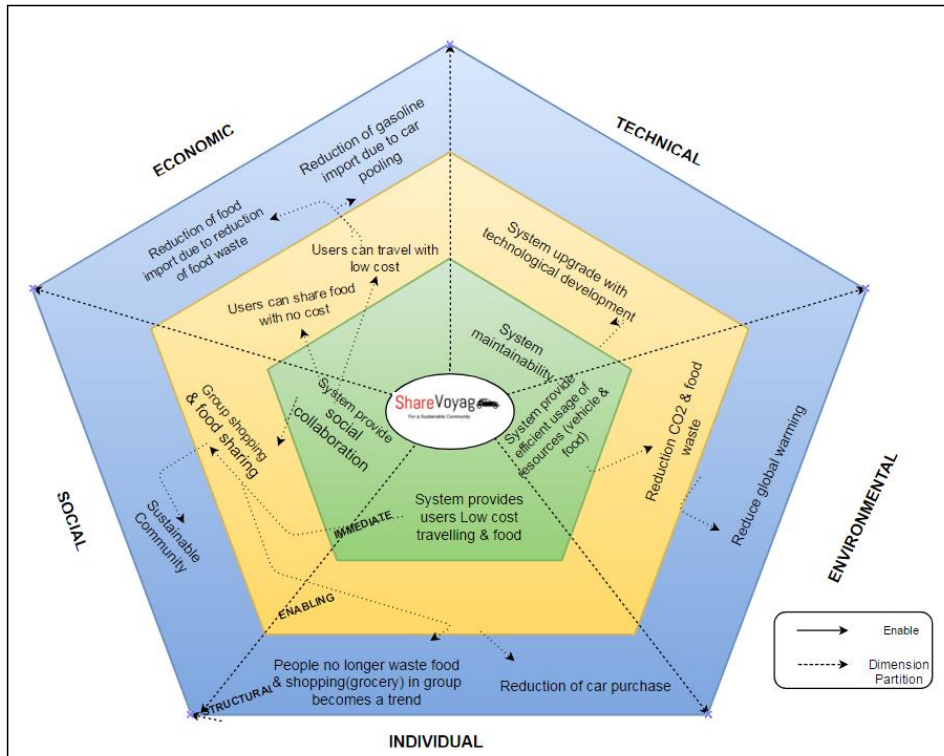 ECONOMIC
TECHNICAL
Reduction of gasoline
import due to car
pooling
Reduction of food
import due to reduction
of food waste
Users can travel with
low cost
Users can share food
with no cost
System upgrade with
technological development
System
maintainability
System provide
efficient usage of
resources (vehicle &
food)
ShareVoyag
For a Sustainable Community
System provide
social
collaboration
Group shopping
& food sharing
Sustainable
Community
Reduction CO2 & food
waste
Reduce global warming
SOCIAL
ENVIRONMENTAL
System provides
users Low cost
travelling & food
IMMEDIATE
ENABLING
STRUCTURAL
People no longer waste food
& shopping(grocery) in group
becomes a trend
Reduction of car purchase
INDIVIDUAL
Enable
Dimension
Partition